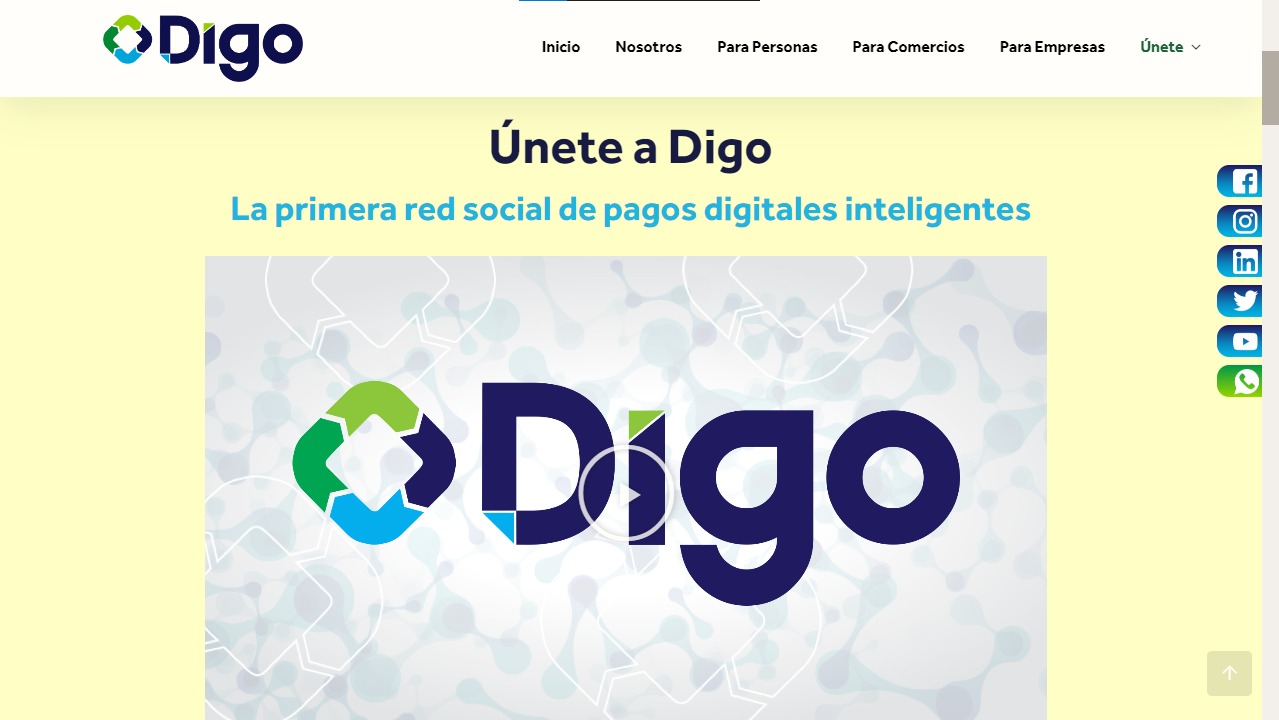 Digo
Inicio
Nosotros
Para Personas
Para Comercios
Para Empresas
Únete
Únete a Digo
La primera red social de pagos digitales inteligentes
Digo